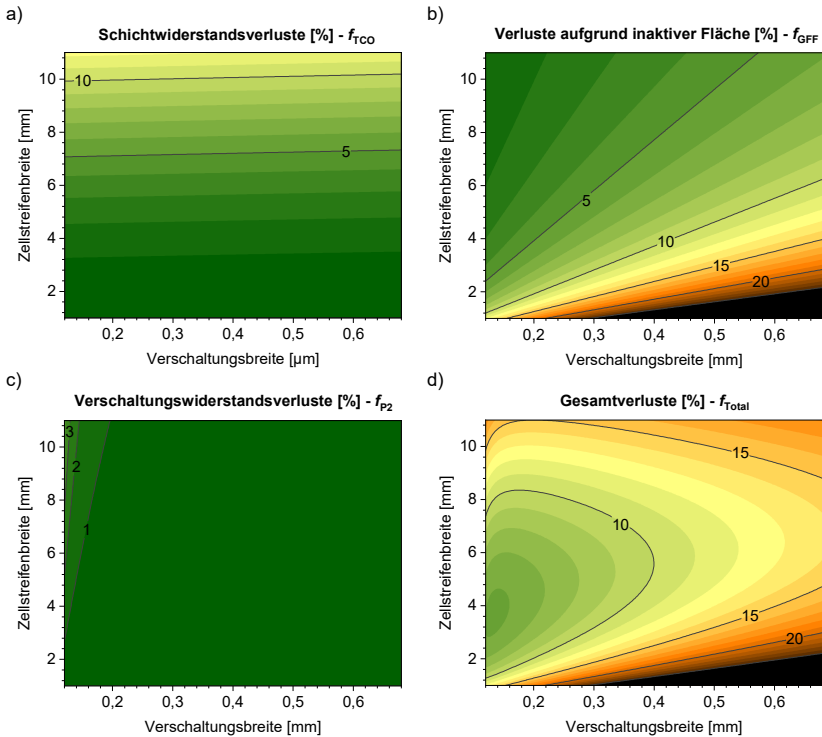 a)
Schichtwiderstandsverluste [%] - fTCO
10
8
6
4
2
Zellstreifenbreite [mm]
10
5
0,2 0,3 0,4 0,5 0,6
Verschaltungsbreite [µm]
b)
Verluste aufgrund inaktiver Fläche [%] - fGFF
10
8
6
4
2
Zellstreifenbreite [mm]
5
10
15
20
0,2 0,3 0,4 0,5 0,6
Verschaltungsbreite [mm]
c)
Verschaltungswiderstandsverluste [%] - fP2
10
8
6
4
2
Zellstreifenbreite [mm]
3
2
1
0,2 0,3 0,4 0,5 0,6
Verschaltungsbreite [mm]
d)
Gesamtverluste [%] - fTotal
10
8
6
4
2
Zellstreifenbreite [mm]
15
10
15
20
0,2 0,3 0,4 0,5 0,6
Verschaltungsbreite [mm]